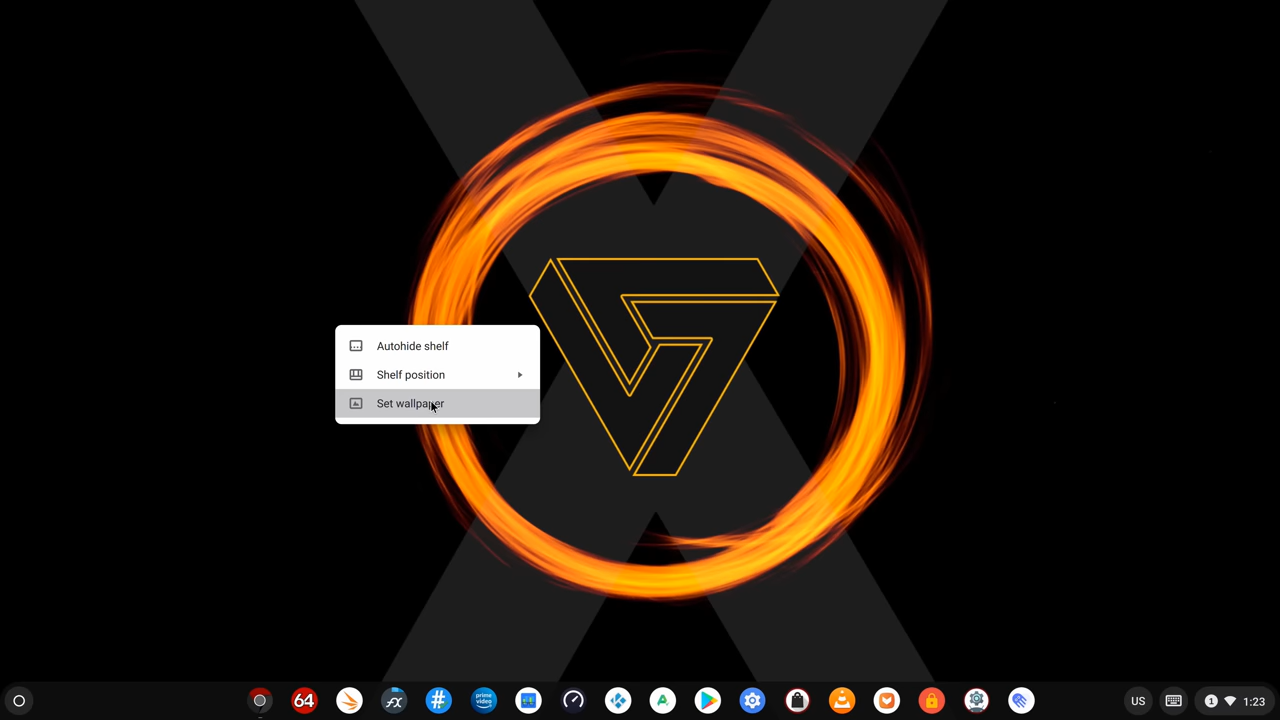 Autohide shelf
Shelf position
Set wallpaper
64
#
prime video
US
1
1:23